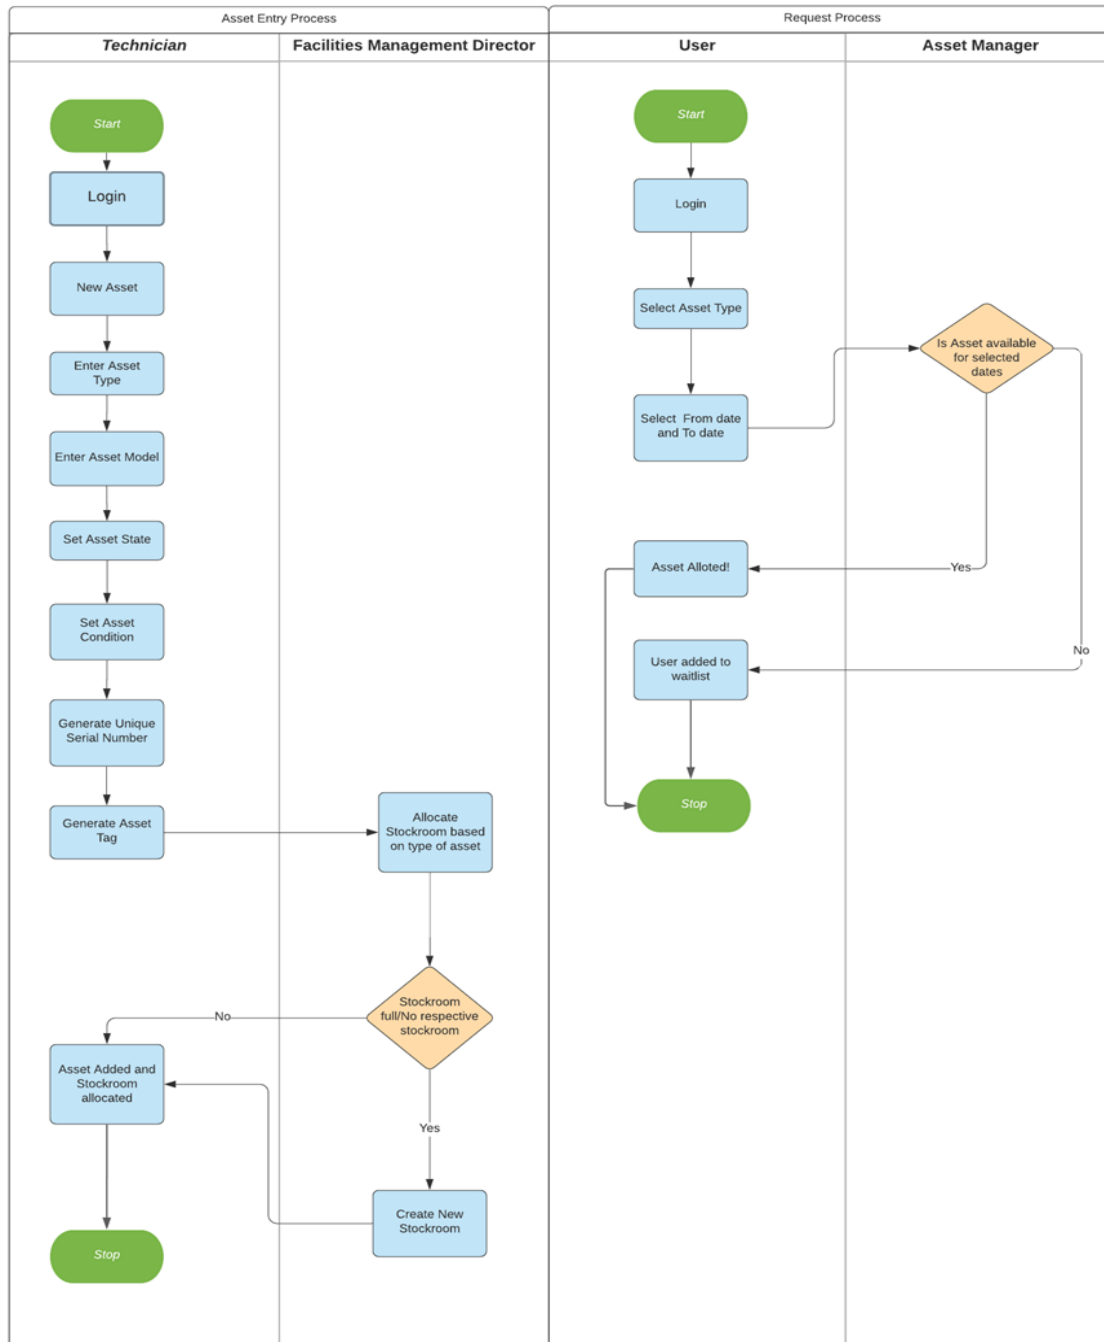 Asset Entry Process
Request Process
Technician
Facilities Management Director
User
Asset Manager
Start
Login
New Asset
Enter Asset
Type
Enter Asset Model
Set Asset State
Set Asset
Condition
Generate Unique
Serial Number
Generate Asset
Tag
Allocate
Stockroom based
on type of asset
Stockroom
full/No respective
stockroom
No
Yes
Asset Added and
Stockroom
allocated
Create New
Stockroom
Stop
Start
Login
Select Asset Type
Select From date
and To date
Is Asset available
for selected
dates
Yes
Asset Alloted!
No
User added to
waitlist
Stop